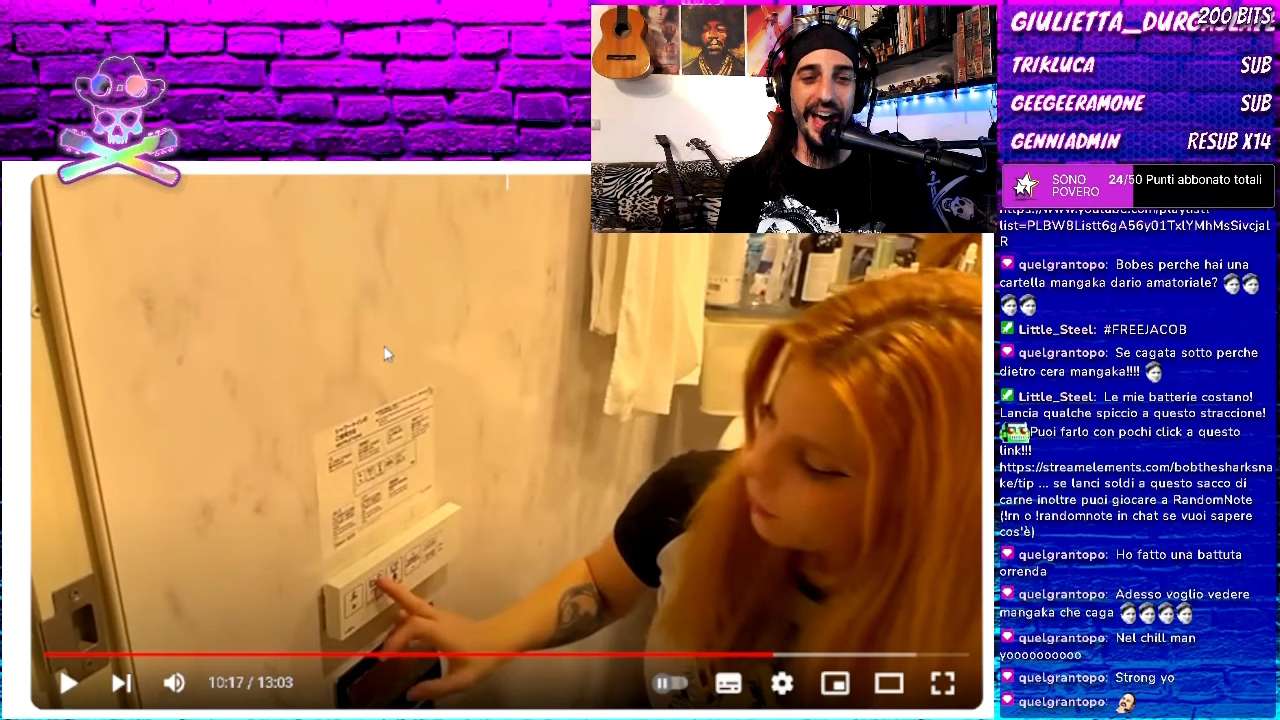 200 BITS
TRIKLUCA SUB
GEEGEERAMONE SUB
GENNIADMIN RESUB X14
SONO
POVERO
24/50 Punti abbonato totali
list=PLBW8Listt6gA56y01TxlYMhMsSivcjal
R
quelgrantopo: Bobes perche hai una
cartella mangaka dario amatoriale?
Little_Steel: #FREEJACOB
quelgrantopo: Se cagata sotto perche
dietro cera mangaka!!!!
Little_Steel: Le mie batterie costano!
Lancia qualche spiccio a questo straccione!
Puoi farlo con pochi click a questo
link!!!
https://streamelements.com/bobthesharksna
ke/tip ... se lanci soldi a questo sacco di
carne inoltre puoi giocare a RandomNote
(!rn o !randomnote in chat se vuoi sapere
cos'è)
quelgrantopo: Ho fatto una battuta
orrenda
quelgrantopo: Adesso voglio vedere
mangaka che caga
quelgrantopo: Nel chill man
yoooooooooo
quelgrantopo: Strong yo
quelgrantopo:
10:17 / 13:03